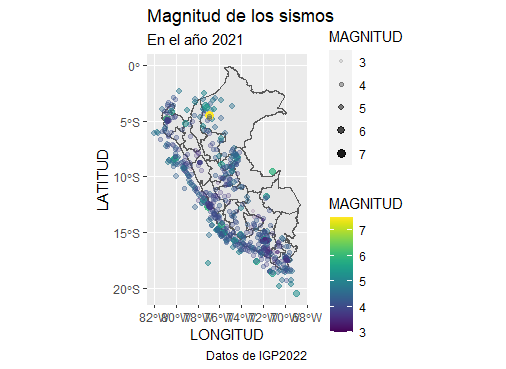 Magnitud de los sismos
En el año 2021
MAGNITUD
3
4
5
6
7
MAGNITUD
7
6
5
4
3
LATITUD
0°
5°S
10°S
15°S
20°S
82°W 80°W 78°W 76°W 74°W 72°W 70°W 68°W
LONGITUD
Datos de IGP2022